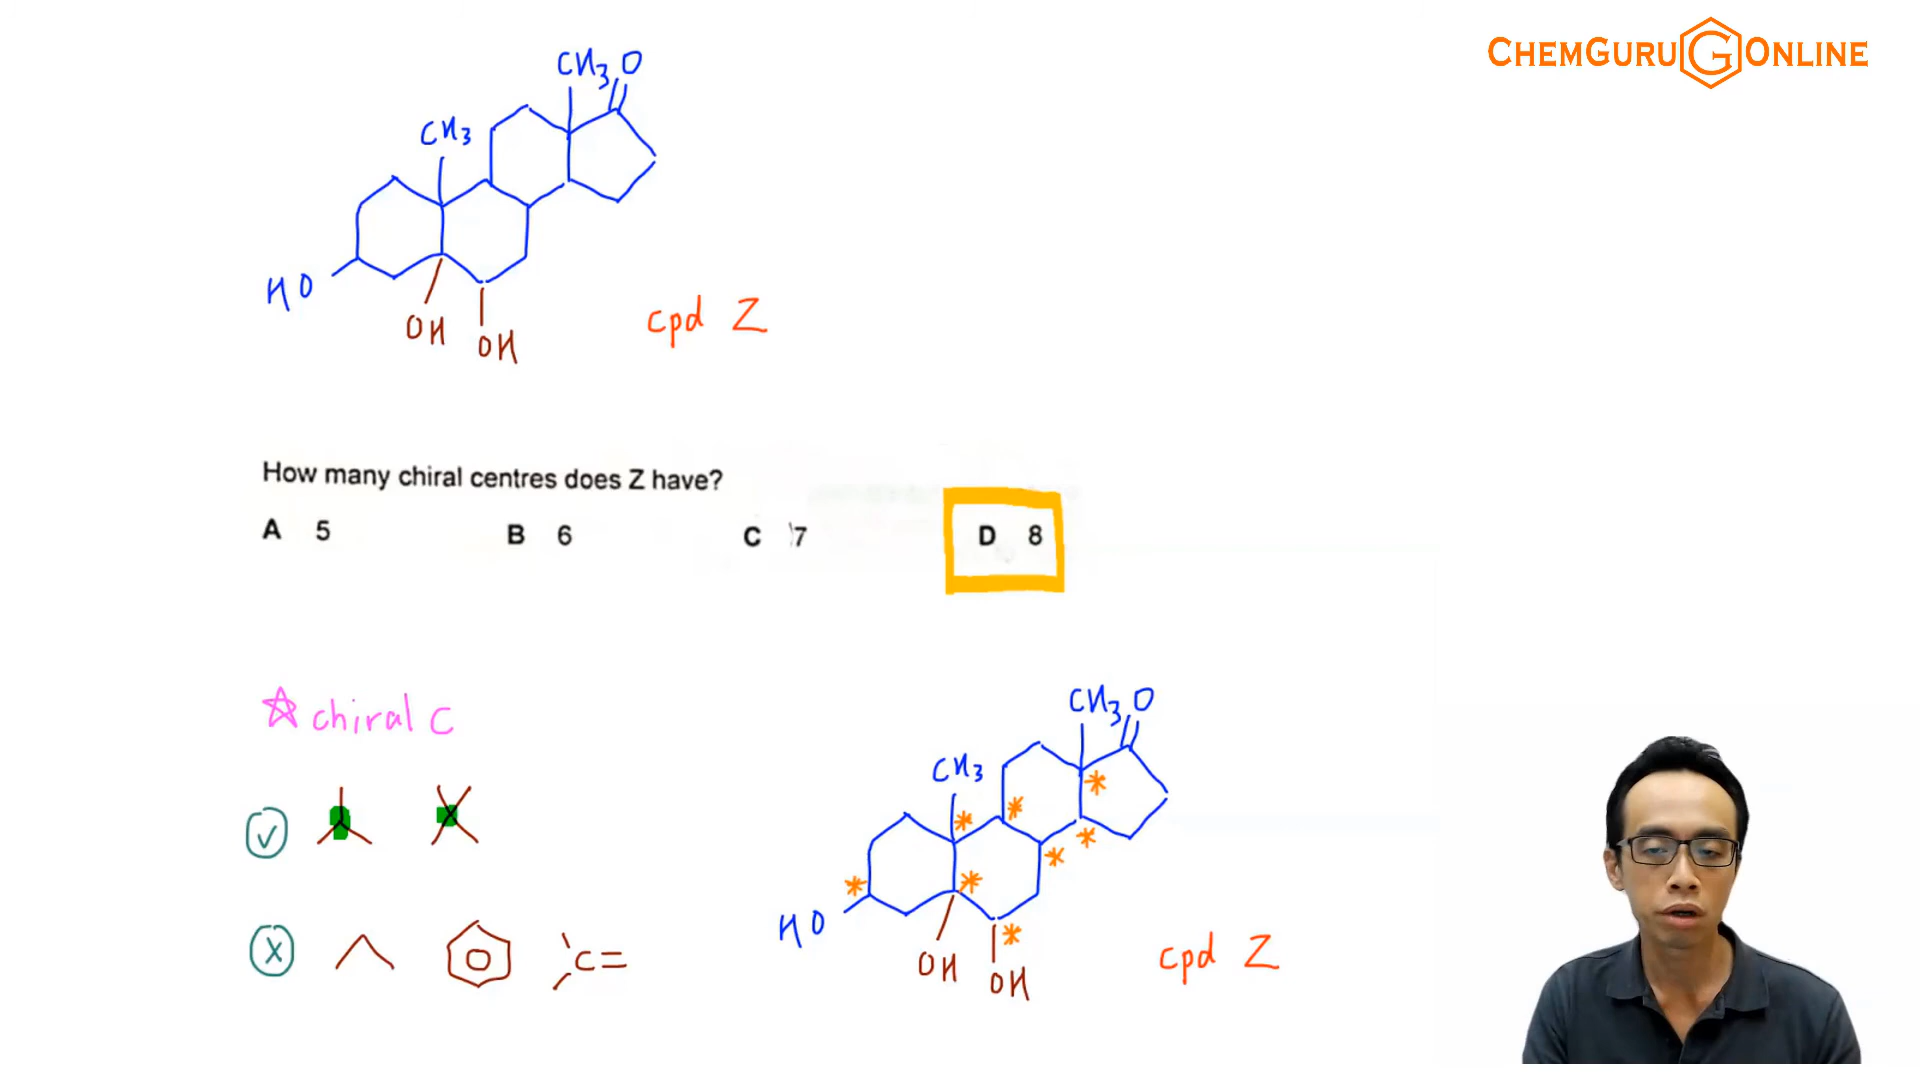 CHEMGURU G ONLINE
CH3 O
CH3
HO
OH OH
cpd Z
How many chiral centres does Z have?
A 5 B 6 C 7 D 8
☆ chiral C
CH3 O
CH3
✓
* * * * * * * *
HO
x C=
OH OH
cpd Z